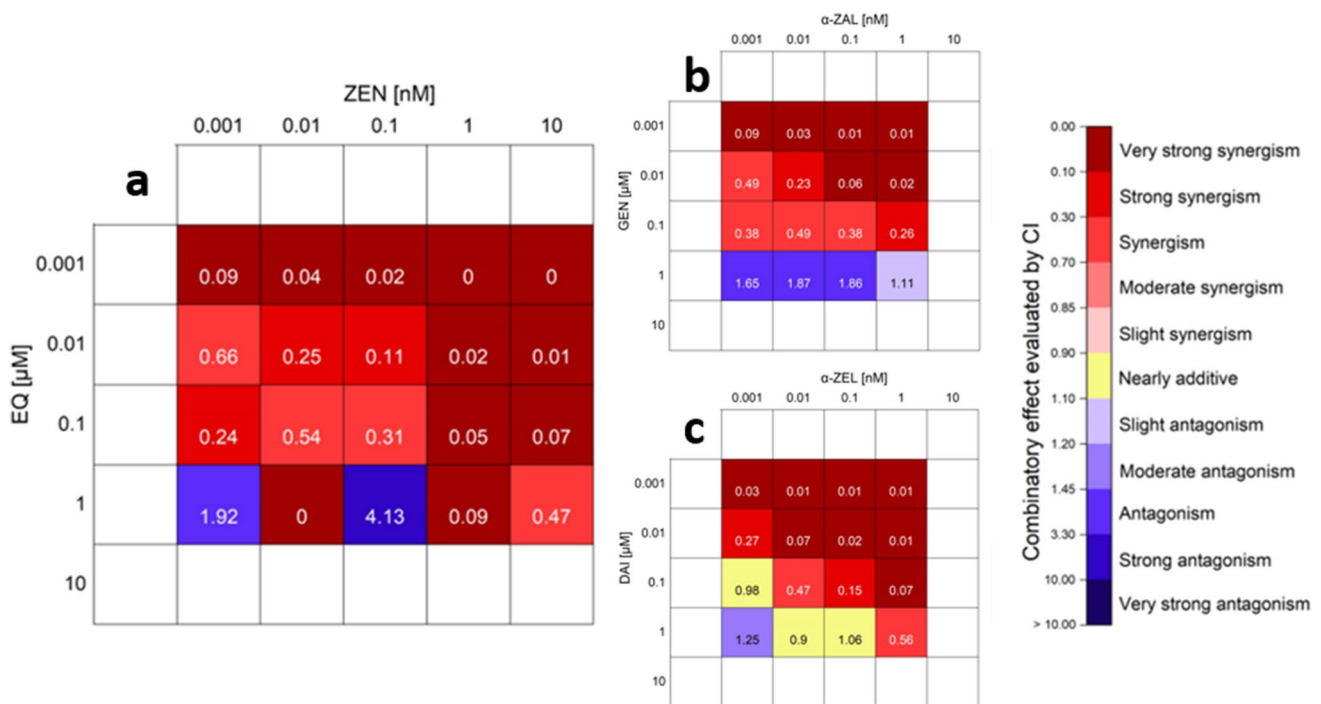 a
ZEN [nM]
0.001 0.01 0.1 1 10
EQ [µM]
0.001 0.09 0.04 0.02 0 0
0.01 0.66 0.25 0.11 0.02 0.01
0.1 0.24 0.54 0.31 0.05 0.07
1 1.92 0 4.13 0.09 0.47
10
b
α-ZAL [nM]
0.001 0.01 0.1 1 10
GEN [µM]
0.001 0.09 0.03 0.01 0.01
0.01 0.49 0.23 0.06 0.02
0.1 0.38 0.49 0.38 0.26
1 1.65 1.87 1.86 1.11
10
c
α-ZEL [nM]
0.001 0.01 0.1 1 10
DAI [µM]
0.001 0.03 0.01 0.01 0.01
0.01 0.27 0.07 0.02 0.01
0.1 0.98 0.47 0.15 0.07
1 1.25 0.9 1.06 0.56
10
Combinatory effect evaluated by CI
0.00
Very strong synergism
0.10
Strong synergism
0.30
Synergism
0.70
Moderate synergism
0.85
Slight synergism
0.90
Nearly additive
1.10
Slight antagonism
1.20
Moderate antagonism
1.45
Antagonism
3.30
Strong antagonism
10.00
Very strong antagonism
> 10.00